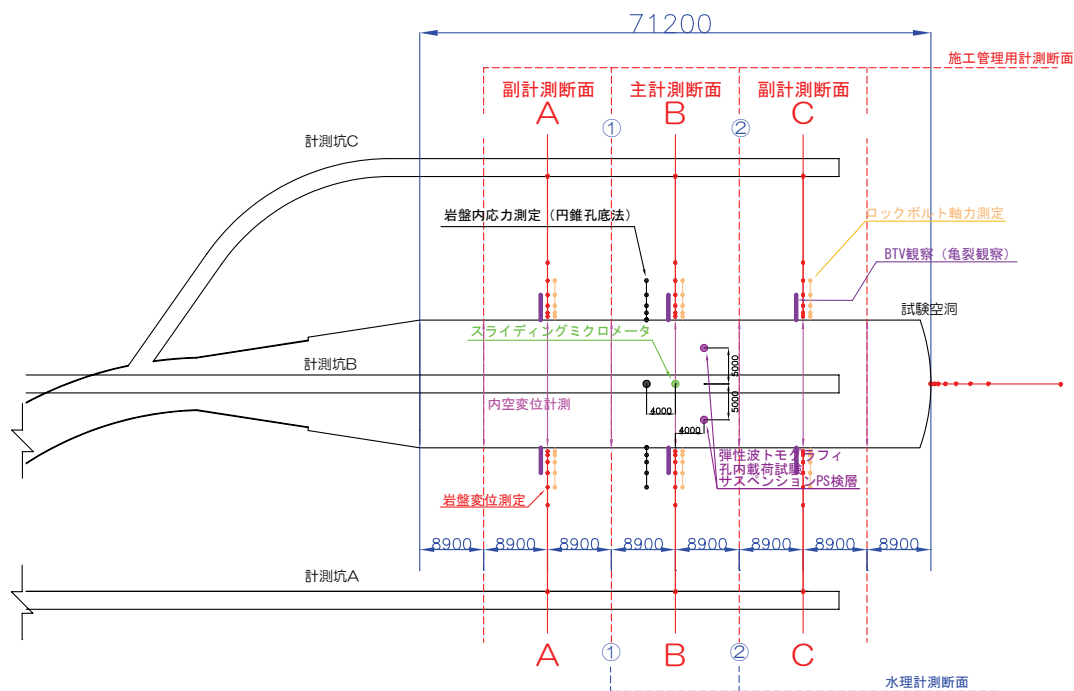 71200
施工管理用計測断面
副計測断面
主計測断面
副計測断面
A
①
B
②
C
計測坑C
岩盤内応力測定（円錐孔底法）
ロックボルト軸力測定
BTV観察（亀裂観察）
試験空洞
スライディングミクロメータ
計測坑B
5000
5000
内空変位計測
4000
4000
弾性波トモグラフィ
孔内載荷試験
サスペンションPS検層
岩盤変位測定
8900
8900
8900
8900
8900
8900
8900
8900
計測坑A
A
①
B
②
C
水理計測断面